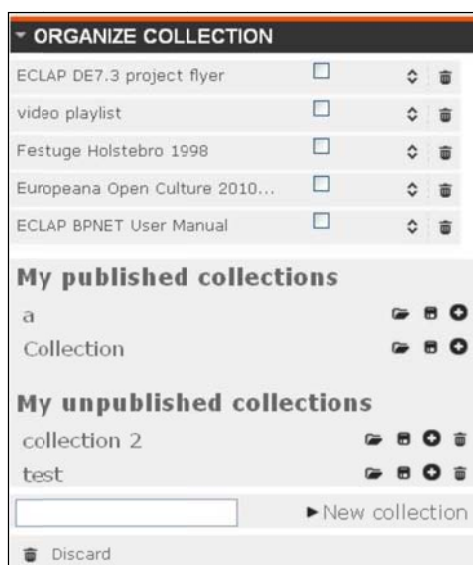 ORGANIZE COLLECTION
ECLAP DE7.3 project flyer
video playlist
Festuge Holstebro 1998
Europeana Open Culture 2010...
ECLAP BPNET User Manual
My published collections
a
Collection
My unpublished collections
collection 2
test
New collection
Discard